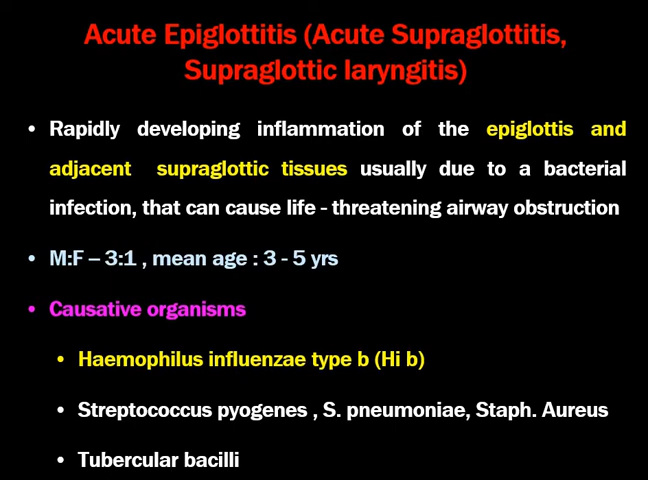 Acute Epiglottitis (Acute Supraglottitis,
Supraglottic laryngitis)
• Rapidly developing inflammation of the epiglottis and
adjacent supraglottic tissues usually due to a bacterial
infection, that can cause life - threatening airway obstruction
• M:F – 3:1 , mean age : 3 - 5 yrs
• Causative organisms
• Haemophilus influenzae type b (Hi b)
• Streptococcus pyogenes , S. pneumoniae, Staph. Aureus
• Tubercular bacilli